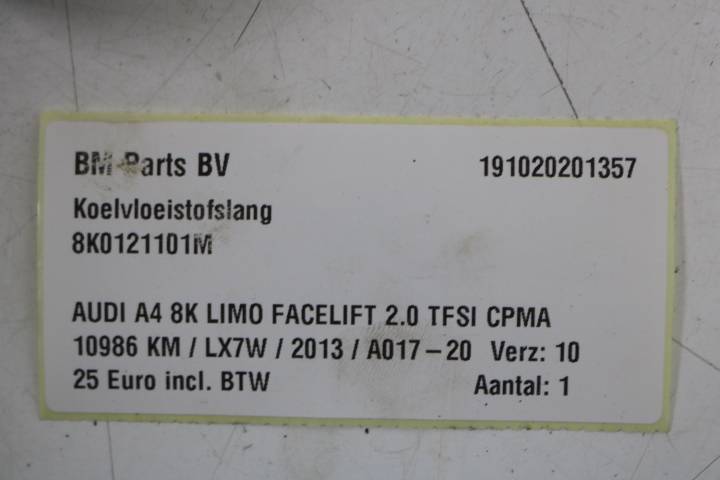 BM Parts BV 191020201357
Koelvloeistofslang
8K0121101M
AUDI A4 8K LIMO FACELIFT 2.0 TFSI CPMA
10986 KM / LX7W / 2013 / A017-20 Verz: 10
25 Euro incl. BTW Aantal: 1